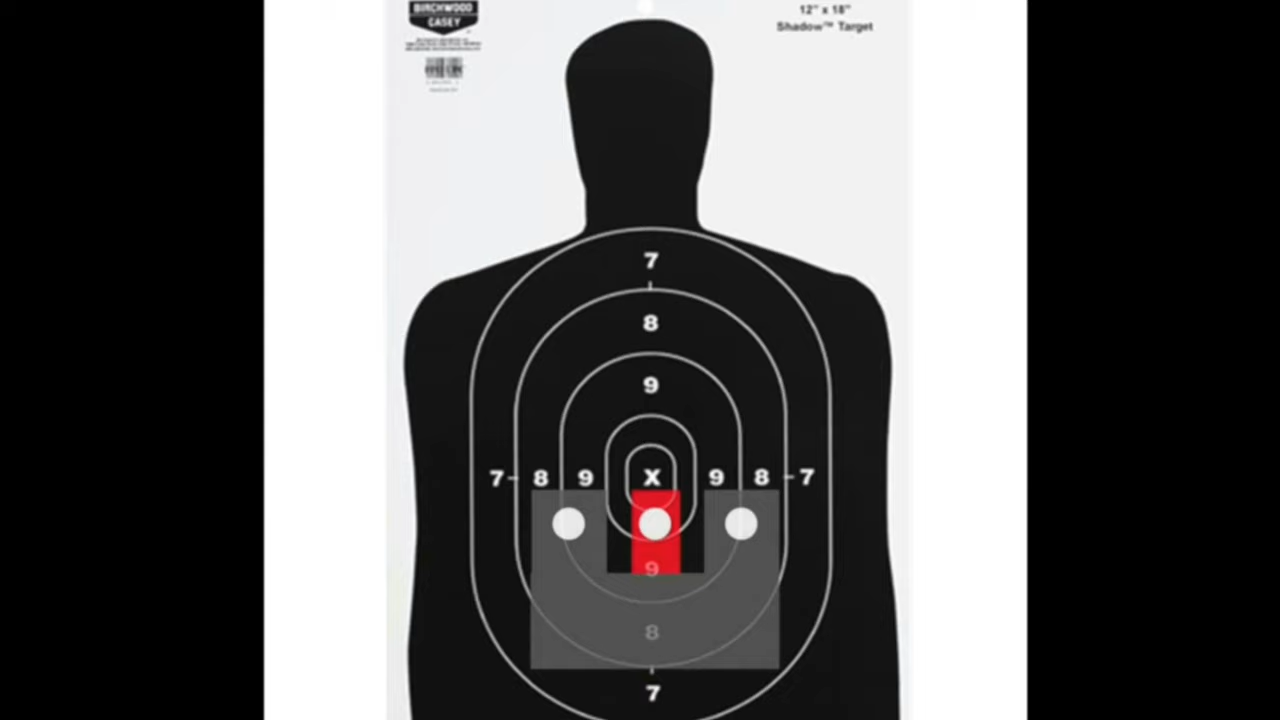 BIRCHWOOD
CASEY
12" x 18"
Shadow™ Target
7
8
9
7 8 9 X 9 8 7
9
8
7